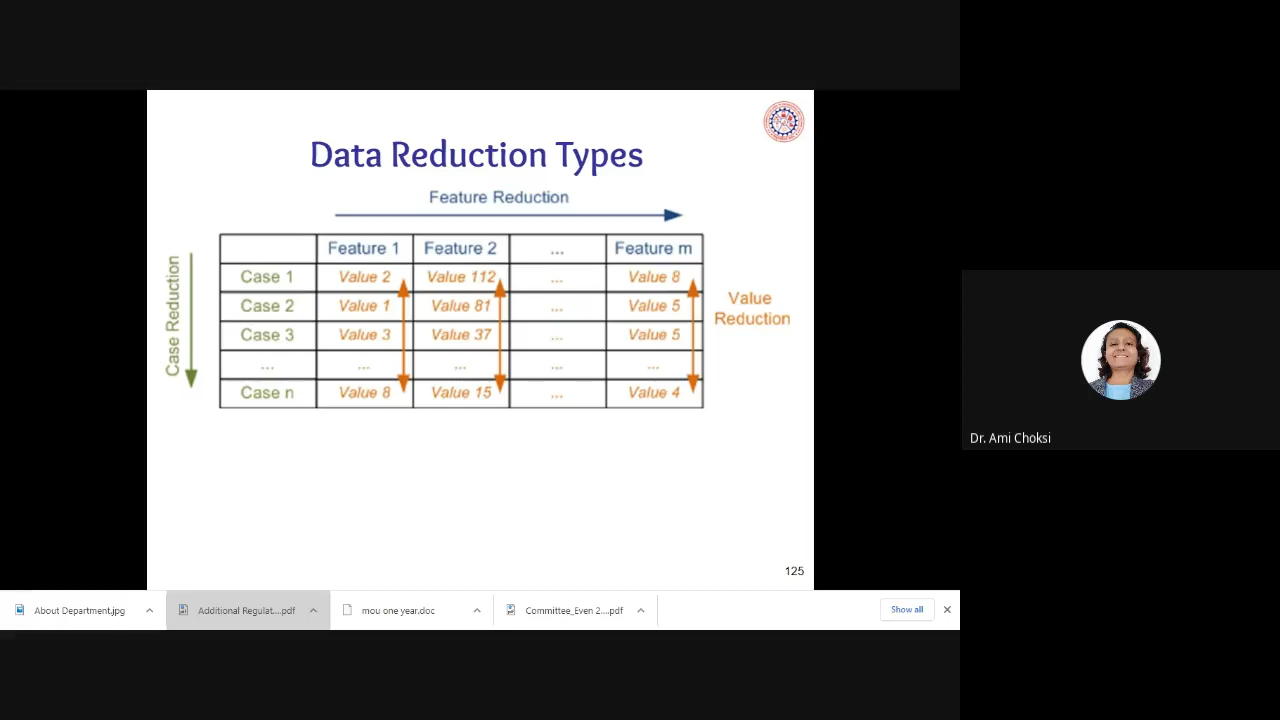 Data Reduction Types
Feature Reduction
Case Reduction
Feature 1 Feature 2 ... Feature m
Case 1 Value 2 Value 112 ... Value 8
Case 2 Value 1 Value 81 ... Value 5
Case 3 Value 3 Value 37 ... Value 5
... ... ... ... ...
Case n Value 8 Value 15 ... Value 4
Value
Reduction
125
Dr. Ami Choksi
About Department.jpg
Additional Regulat....pdf
mou one year.doc
Committee_Even 2....pdf
Show all